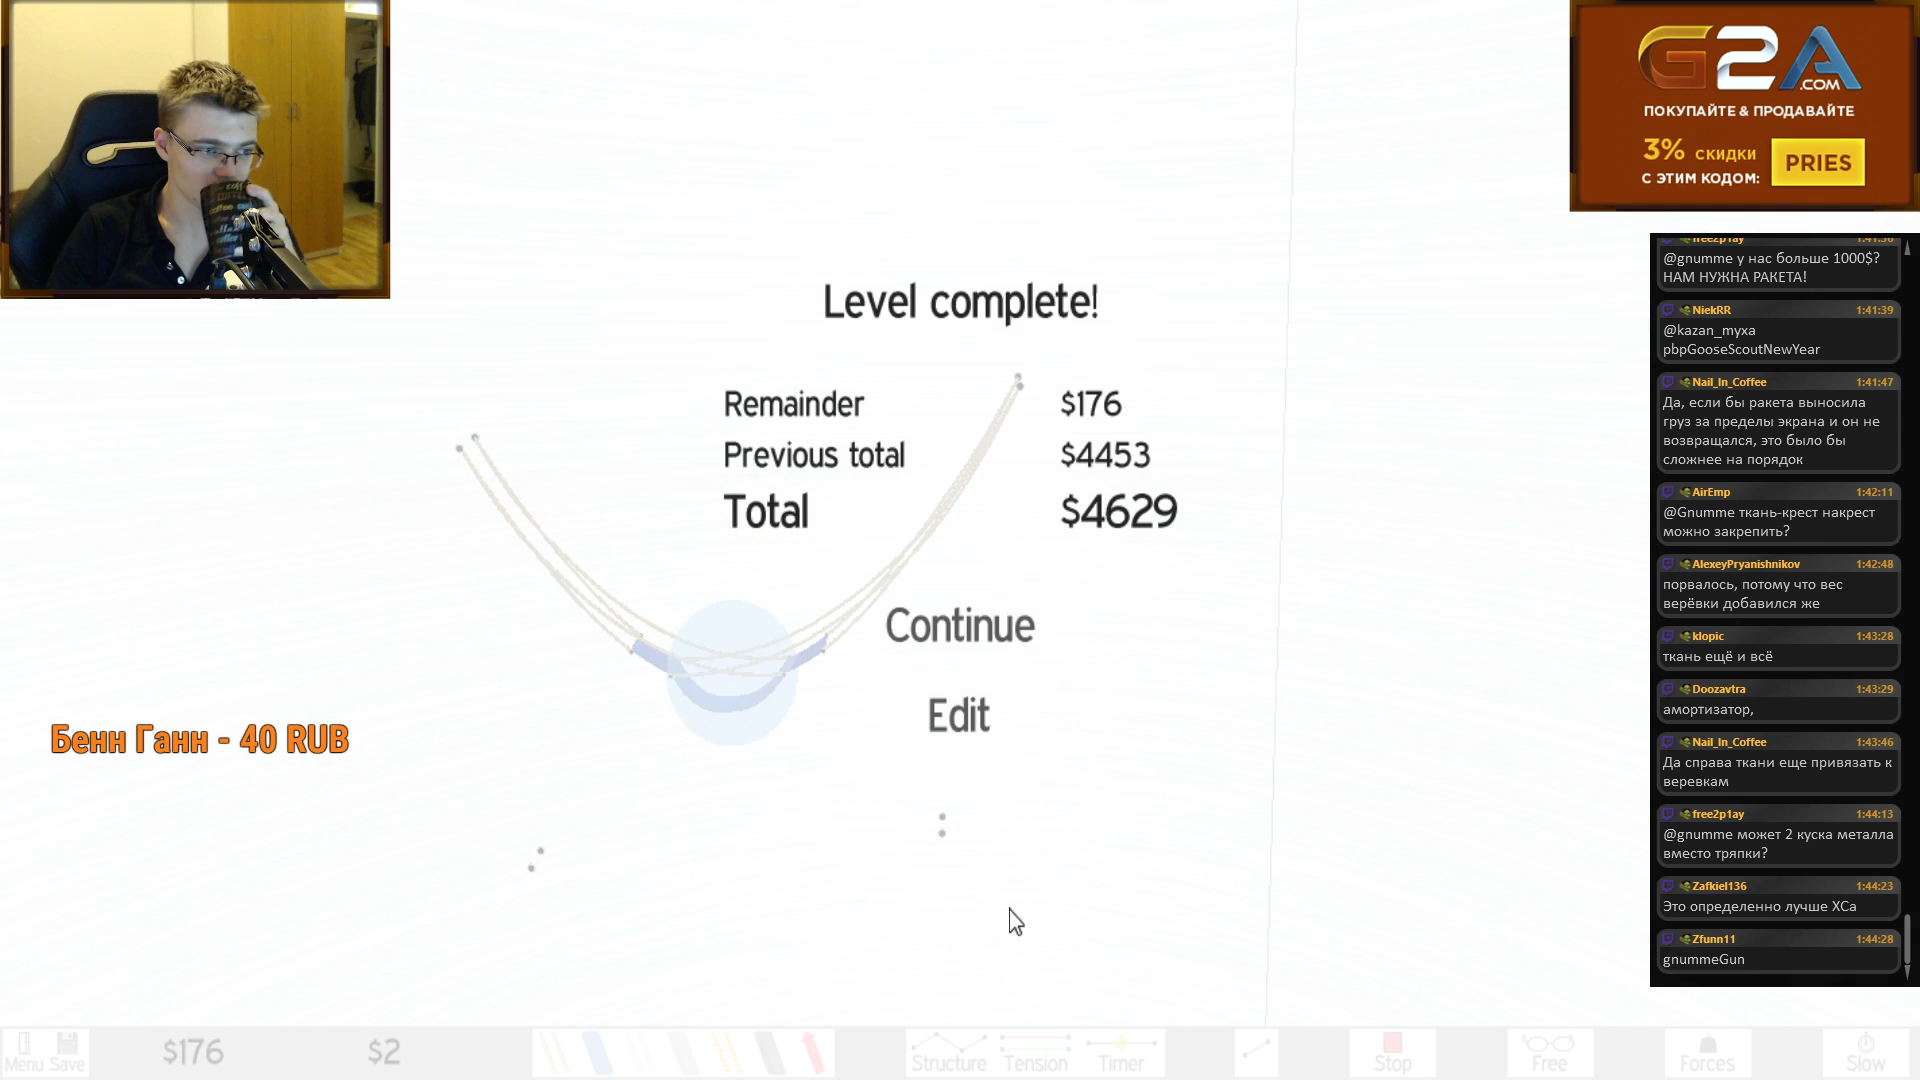 G2A
.COM
ПОКУПАЙТЕ & ПРОДАВАЙТЕ
3% СКИДКИ
С ЭТИМ КОДОМ:
PRIES
Level complete!
Remainder $176
Previous total $4453
Total $4629
Continue
Edit
Бенн Ганн - 40 RUB
free2p1ay 1:41:36
@gnumme у нас больше 1000$?
НАМ НУЖНА РАКЕТА!
NiekRR 1:41:39
@kazan_myxa
pbpGooseScoutNewYear
Nail_In_Coffee 1:41:47
Да, если бы ракета выносила
груз за пределы экрана и он не
возвращался, это было бы
сложнее на порядок
AirEmp 1:42:11
@Gnumme ткань-крест накрест
можно закрепить?
AlexeyPryanishnikov 1:42:48
порвалось, потому что вес
верёвки добавился же
klopic 1:43:28
ткань ещё и всё
Doozavtra 1:43:29
амортизатор,
Nail_In_Coffee 1:43:46
Да справа ткани еще привязать к
веревкам
free2p1ay 1:44:13
@gnumme может 2 куска металла
вместо тряпки?
Zafkiel136 1:44:23
Это определенно лучше ХСа
Zfunn11 1:44:28
gnummeGun
Menu Save $176 $2 Structure Tension Timer Stop Free Forces Slow